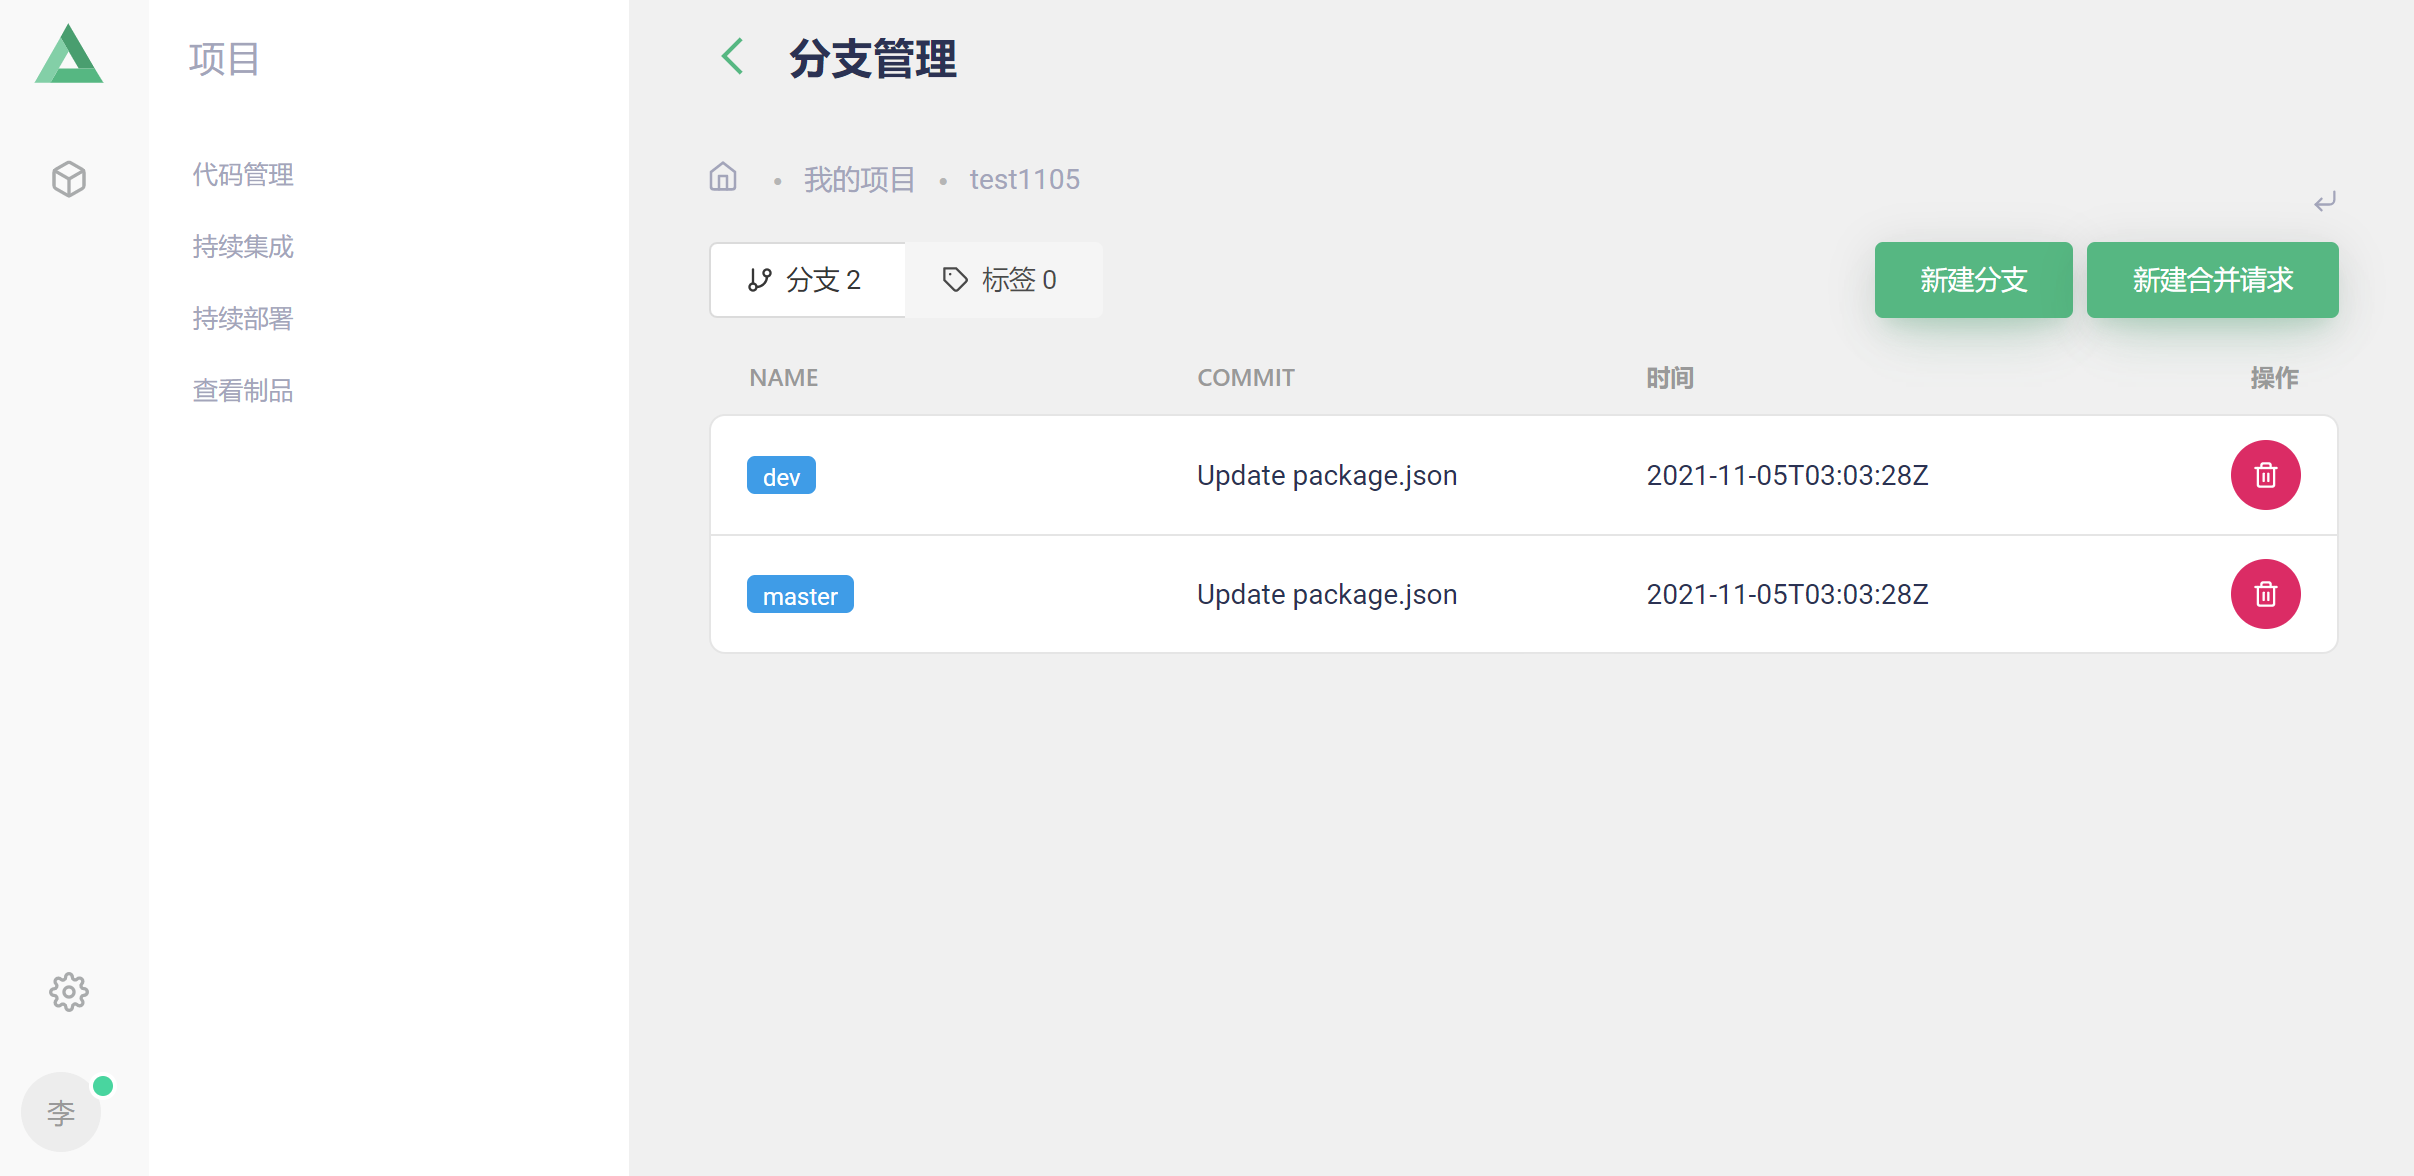 项目
代码管理
持续集成
持续部署
查看制品
李
分支管理
我的项目 • test1105
分支 2
标签 0
新建分支
新建合并请求
NAME COMMIT 时间 操作
dev Update package.json 2021-11-05T03:03:28Z
master Update package.json 2021-11-05T03:03:28Z